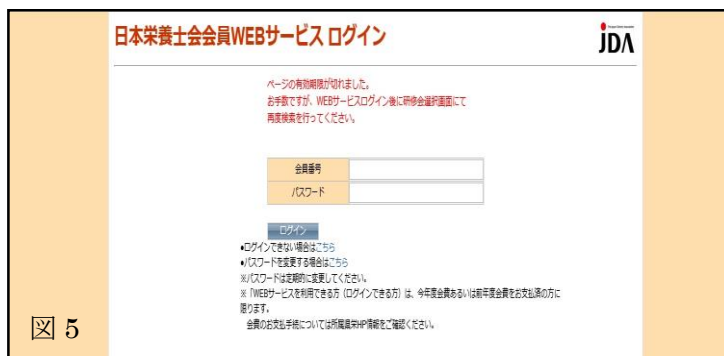 日本栄養士会会員WEBサービス ログイン
JDA
ページの有効期限が切れました。
お手数ですが、WEBサービスログイン後に研修会選択画面にて
再度検索を行ってください。
会員番号
パスワード
ログイン
●ログインできない場合はこちら
●パスワードを変更する場合はこちら
※パスワードは定期的に変更してください。
※「WEBサービスを利用できる方（ログインできる方）は、今年度会費あるいは前年度会費をお支払済の方に
限ります。
会費のお支払手続については所属県栄HP情報をご確認ください。
図 5